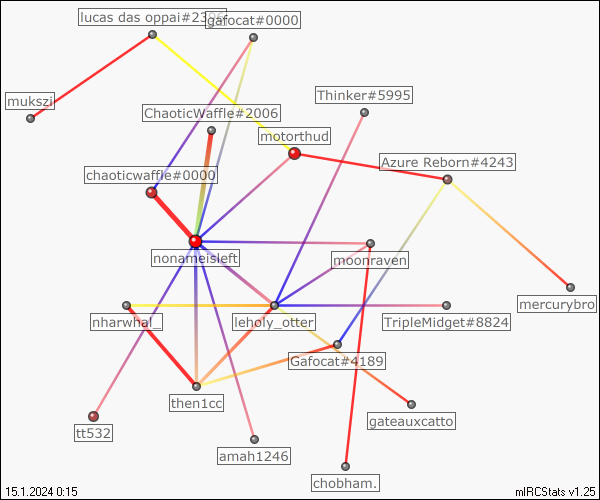 lucas das oppai#2396
gafocat#0000
mukszi
Thinker#5995
ChaoticWaffle#2006
motorthud
Azure Reborn#4243
chaoticwaffle#0000
nonameisleft
moonraven
mercurybro
nharwhal_
leholy_otter
TripleMidget#8824
Gafocat#4189
then1cc
gateauxcatto
tt532
amah1246
chobham.
15.1.2024 0:15
mIRCStats v1.25